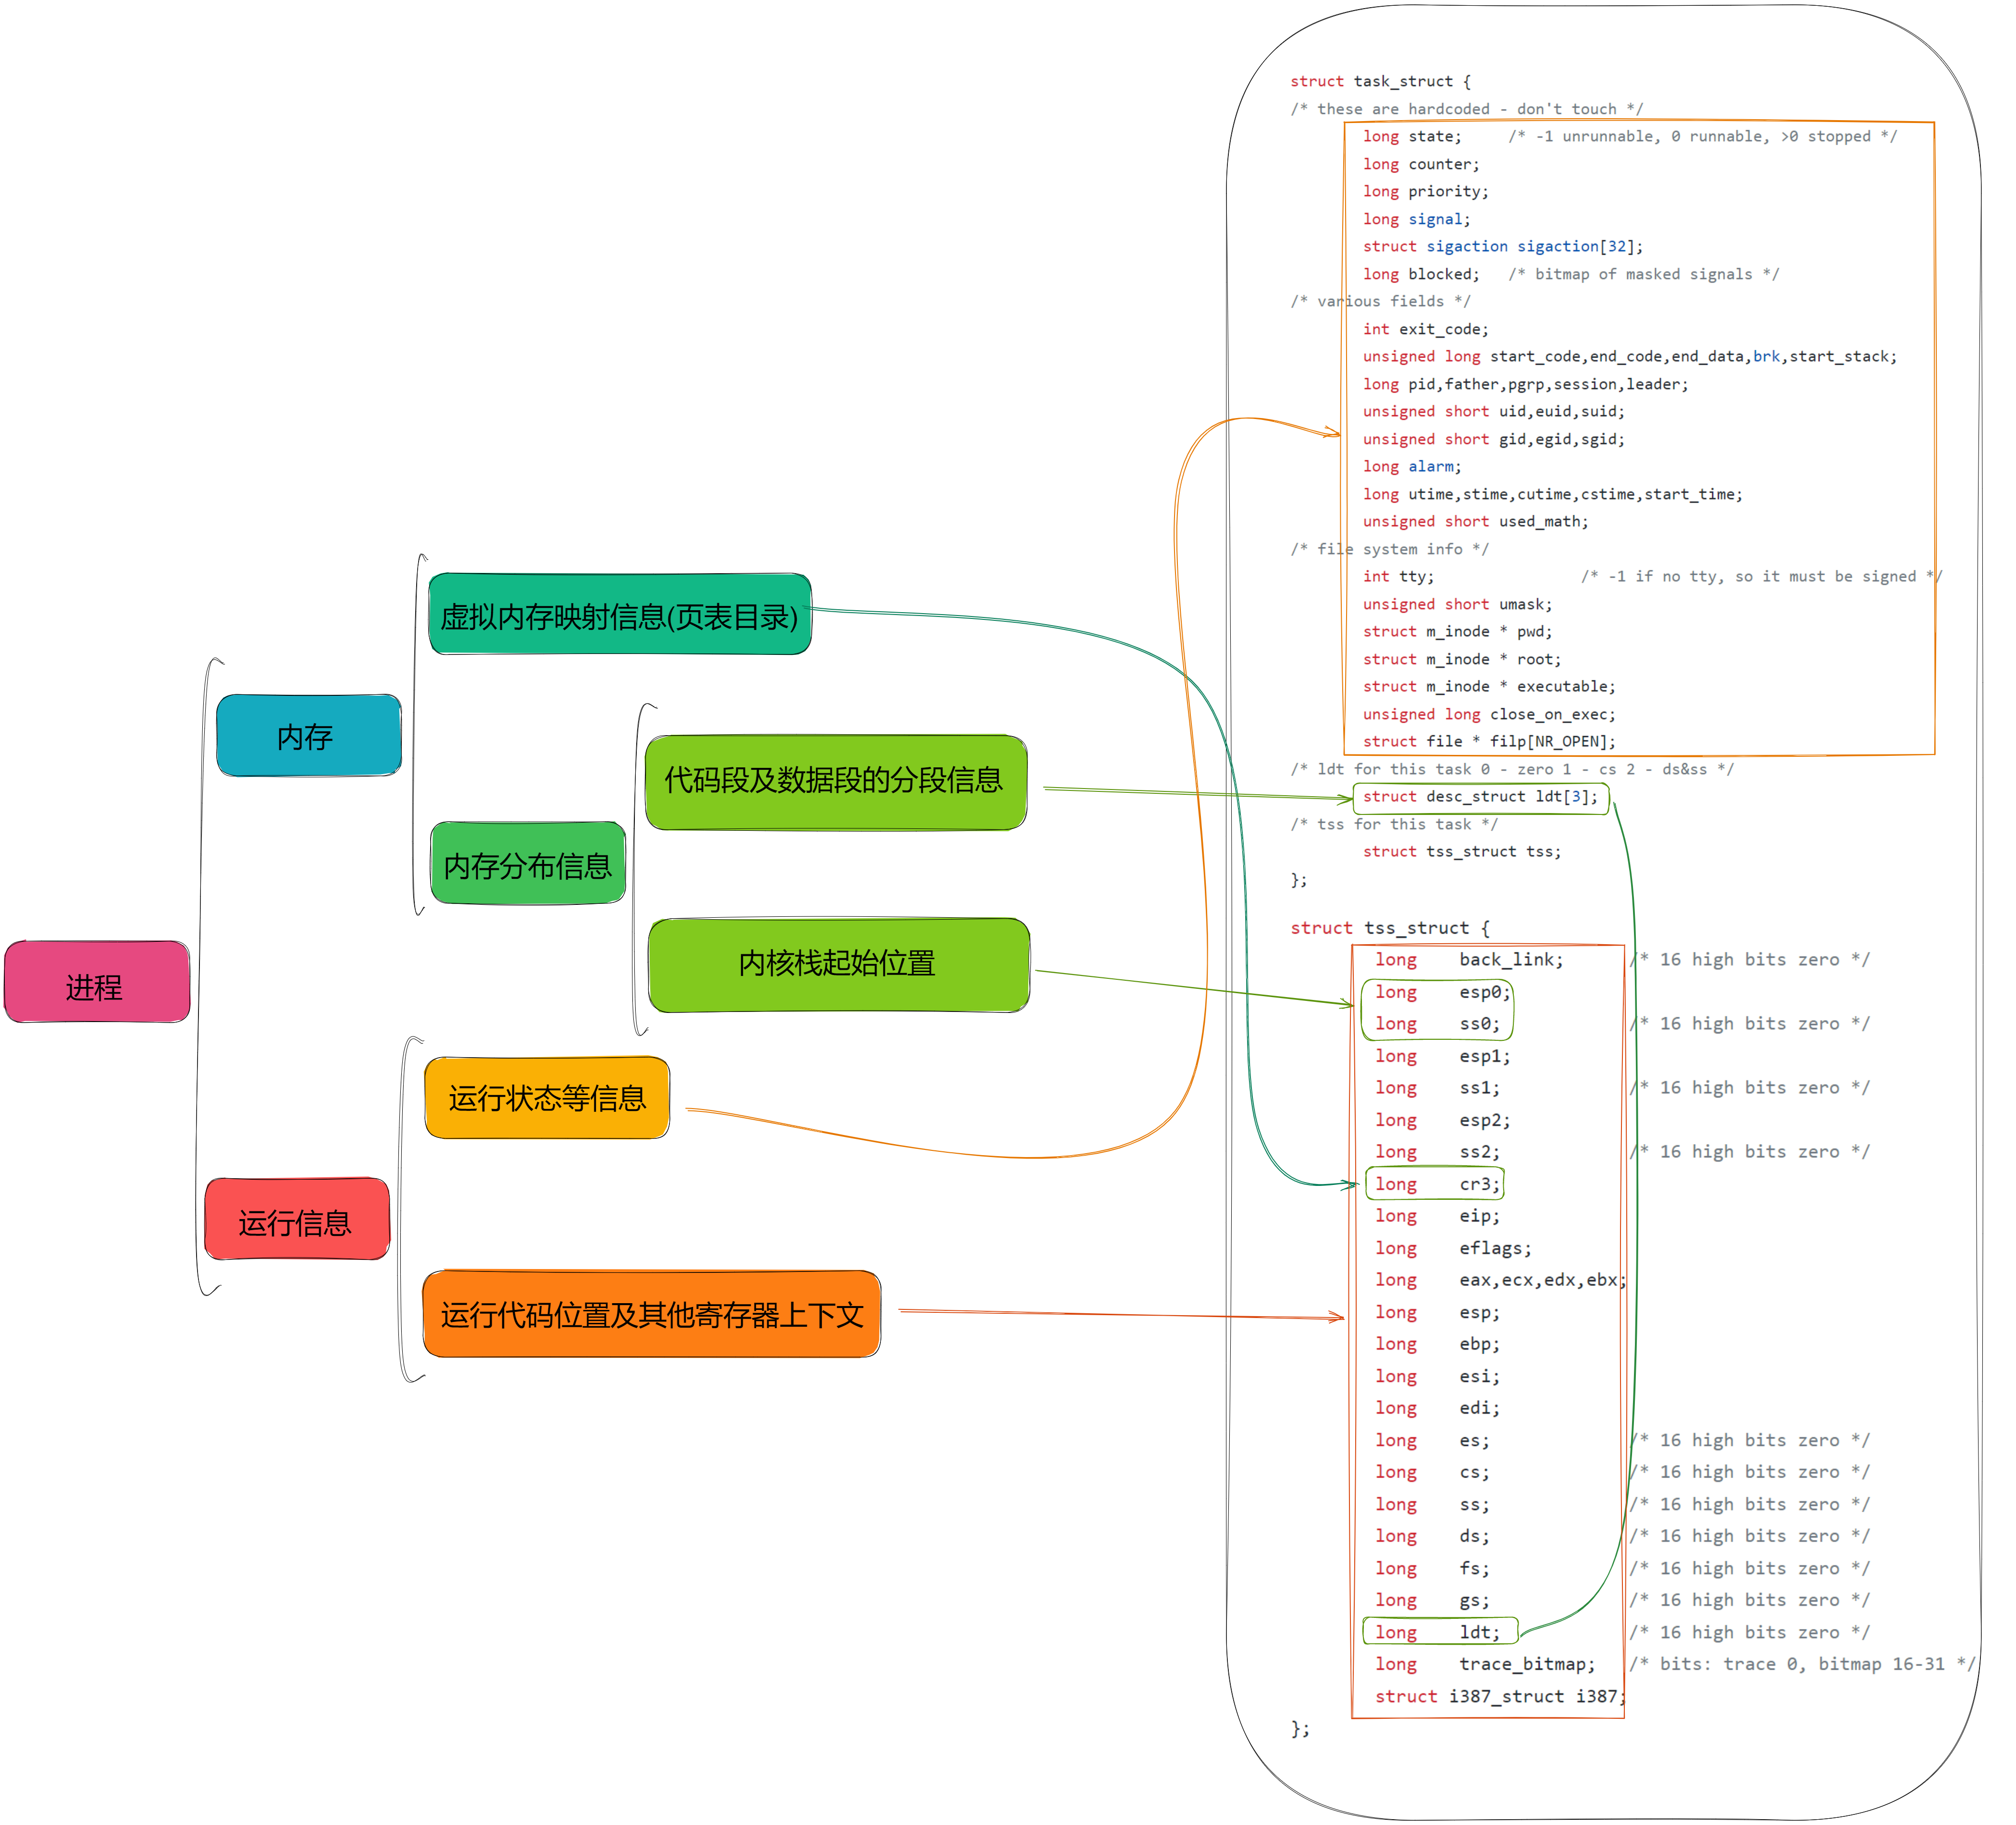 进程
内存
虚拟内存映射信息(页表目录)
内存分布信息
代码段及数据段的分段信息
内核栈起始位置
运行信息
运行状态等信息
运行代码位置及其他寄存器上下文
struct task_struct {
/* these are hardcoded - don't touch */
long state; /* -1 unrunnable, 0 runnable, >0 stopped */
long counter;
long priority;
long signal;
struct sigaction sigaction[32];
long blocked; /* bitmap of masked signals */
/* various fields */
int exit_code;
unsigned long start_code,end_code,end_data,brk,start_stack;
long pid,father,pgrp,session,leader;
unsigned short uid,euid,suid;
unsigned short gid,egid,sgid;
long alarm;
long utime,stime,cutime,cstime,start_time;
unsigned short used_math;
/* file system info */
int tty; /* -1 if no tty, so it must be signed */
unsigned short umask;
struct m_inode * pwd;
struct m_inode * root;
struct m_inode * executable;
unsigned long close_on_exec;
struct file * filp[NR_OPEN];
/* ldt for this task 0 - zero 1 - cs 2 - ds&ss */
struct desc_struct ldt[3];
/* tss for this task */
struct tss_struct tss;
};
struct tss_struct {
long back_link; /* 16 high bits zero */
long esp0;
long ss0; /* 16 high bits zero */
long esp1;
long ss1; /* 16 high bits zero */
long esp2;
long ss2; /* 16 high bits zero */
long cr3;
long eip;
long eflags;
long eax,ecx,edx,ebx;
long esp;
long ebp;
long esi;
long edi;
long es; /* 16 high bits zero */
long cs; /* 16 high bits zero */
long ss; /* 16 high bits zero */
long ds; /* 16 high bits zero */
long fs; /* 16 high bits zero */
long gs; /* 16 high bits zero */
long ldt; /* 16 high bits zero */
long trace_bitmap; /* bits: trace 0, bitmap 16-31 */
struct i387_struct i387;
};